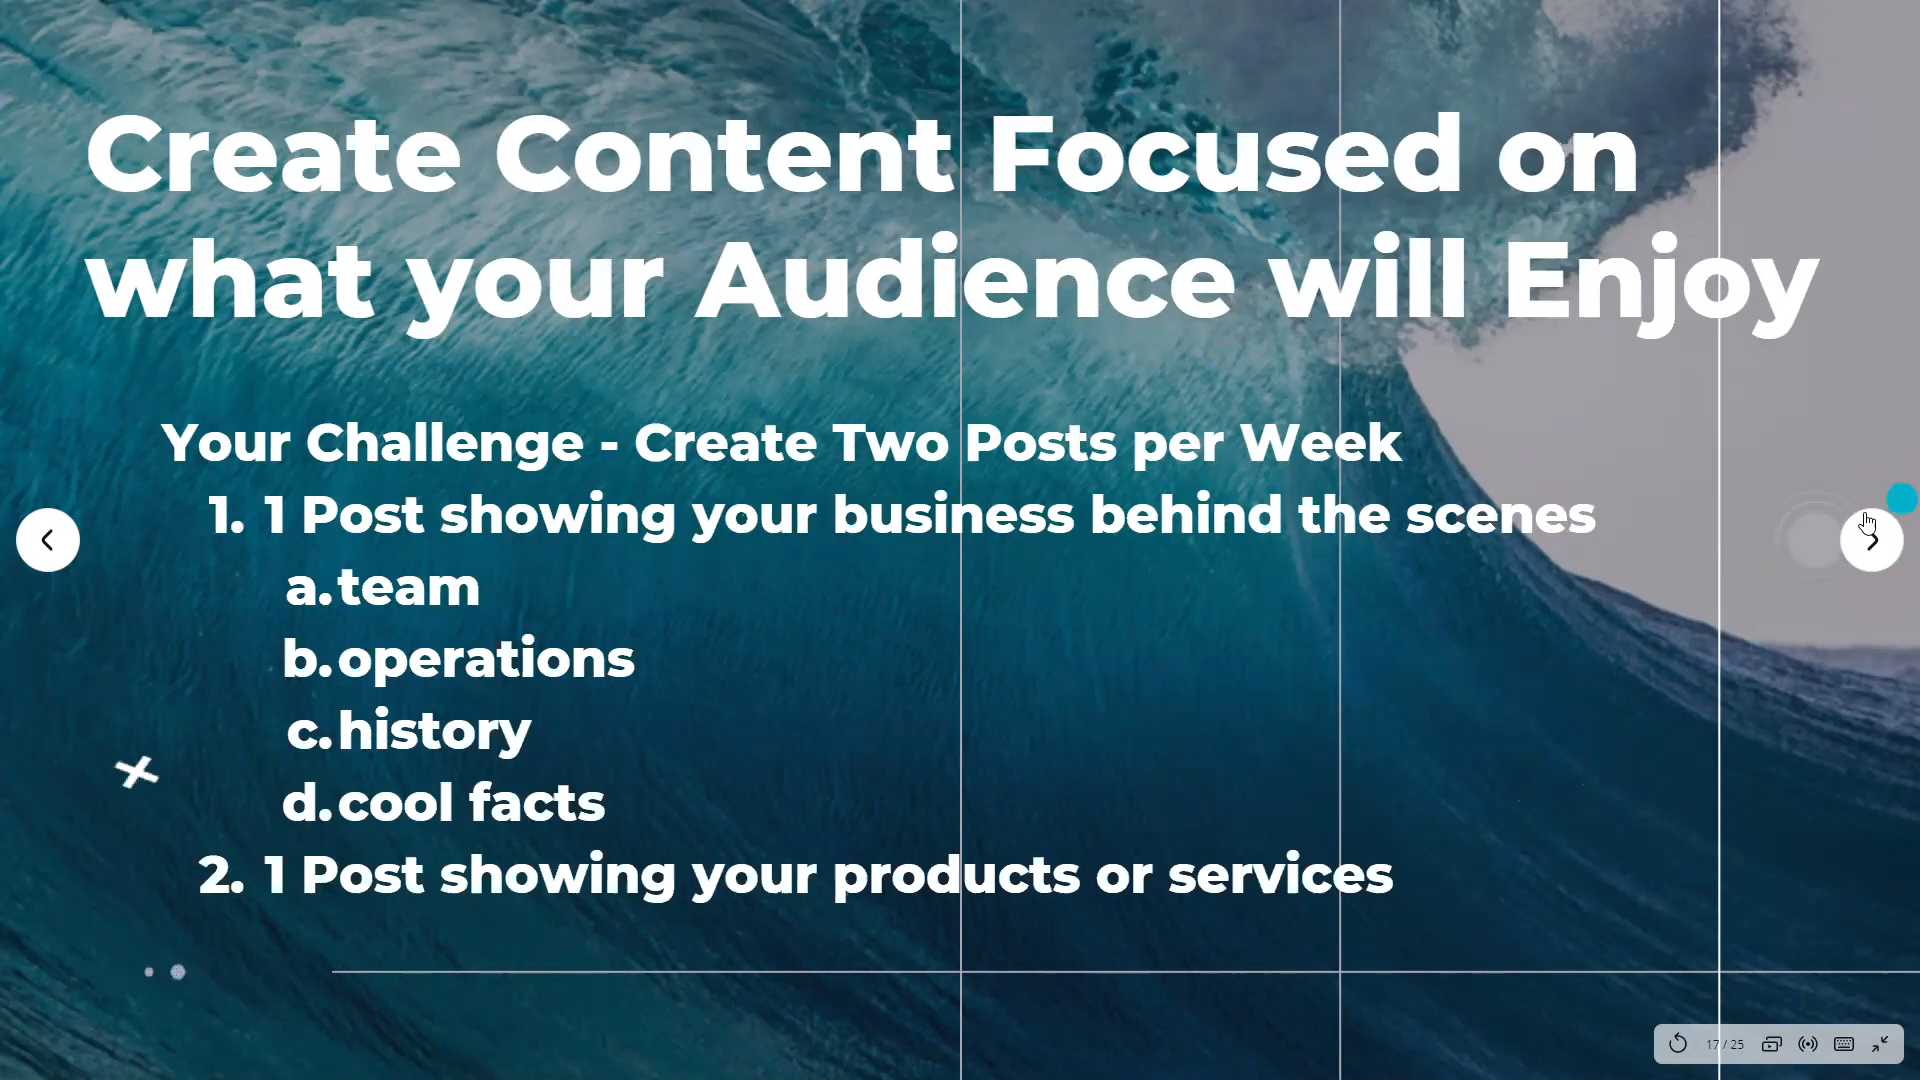 Create Content Focused on
what your Audience will Enjoy
Your Challenge - Create Two Posts per Week
1. 1 Post showing your business behind the scenes
a. team
b. operations
c. history
d. cool facts
2. 1 Post showing your products or services
17 / 25